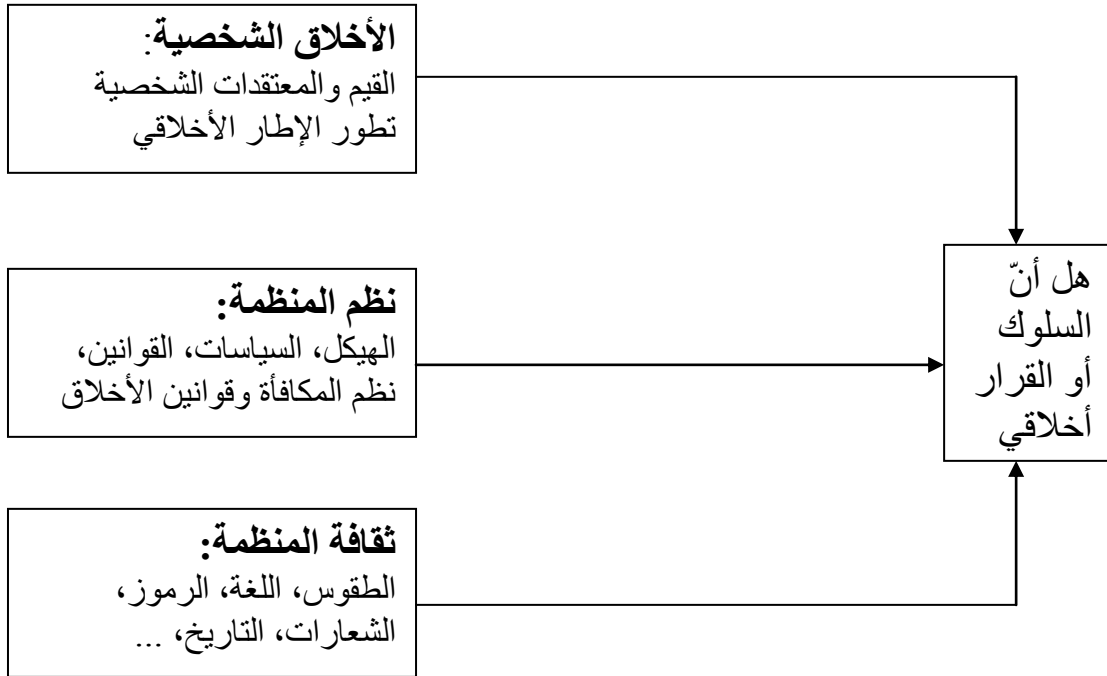 الأخلاق الشخصية:
القيم والمعتقدات الشخصية
تطور الإطار الأخلاقي
نظم المنظمة:
الهيكل، السياسات، القوانين،
نظم المكافأة وقوانين الأخلاق
ثقافة المنظمة:
الطقوس، اللغة، الرموز،
الشعارات، التاريخ، ...
هل أنّ
السلوك
أو القرار
أخلاقي